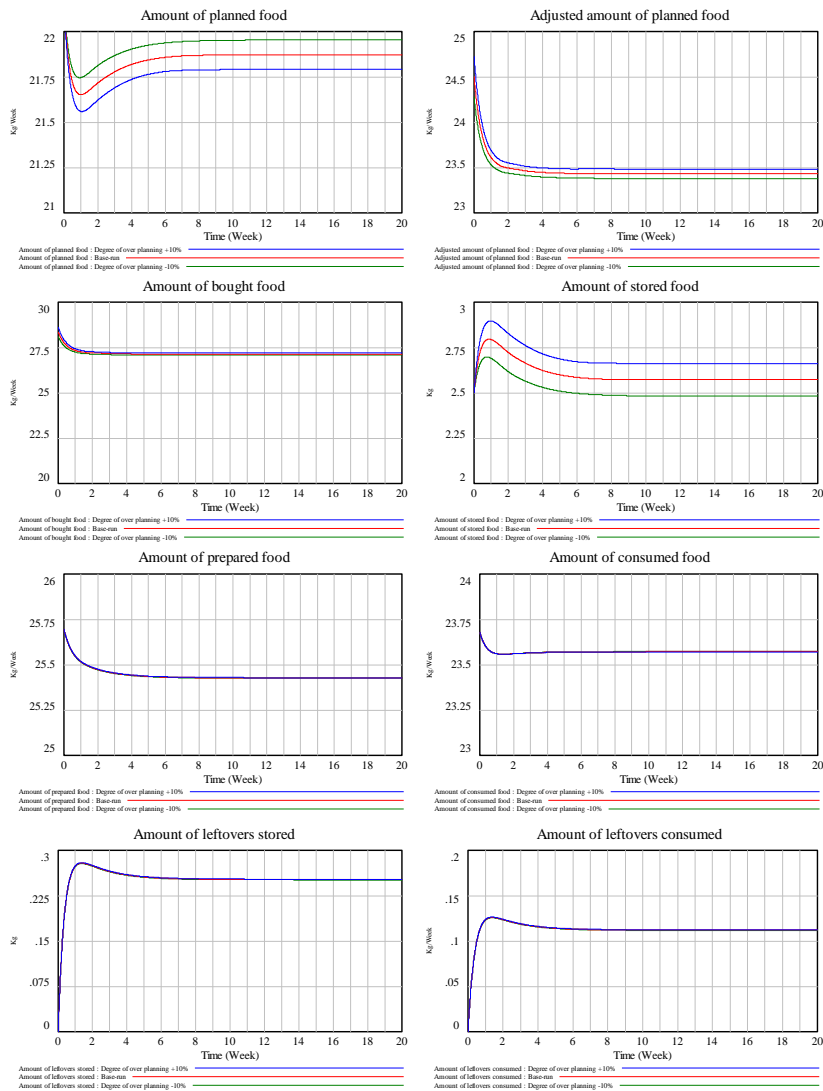 Amount of planned food
22
21.75
21.5
21.25
21
Kg/Week
0 2 4 6 8 10 12 14 16 18 20
Time (Week)
Amount of planned food : Degree of over planning +10%
Amount of planned food : Base-run
Amount of planned food : Degree of over planning -10%
Adjusted amount of planned food
25
24.5
24
23.5
23
Kg/Week
0 2 4 6 8 10 12 14 16 18 20
Time (Week)
Adjusted amount of planned food : Degree of over planning +10%
Adjusted amount of planned food : Base-run
Adjusted amount of planned food : Degree of over planning -10%
Amount of bought food
30
27.5
25
22.5
20
Kg/Week
0 2 4 6 8 10 12 14 16 18 20
Time (Week)
Amount of bought food : Degree of over planning +10%
Amount of bought food : Base-run
Amount of bought food : Degree of over planning -10%
Amount of stored food
3
2.75
2.5
2.25
2
Kg
0 2 4 6 8 10 12 14 16 18 20
Time (Week)
Amount of stored food : Degree of over planning +10%
Amount of stored food : Base-run
Amount of stored food : Degree of over planning -10%
Amount of prepared food
26
25.75
25.5
25.25
25
Kg/Week
0 2 4 6 8 10 12 14 16 18 20
Time (Week)
Amount of prepared food : Degree of over planning +10%
Amount of prepared food : Base-run
Amount of prepared food : Degree of over planning -10%
Amount of consumed food
24
23.75
23.5
23.25
23
Kg/Week
0 2 4 6 8 10 12 14 16 18 20
Time (Week)
Amount of consumed food : Degree of over planning +10%
Amount of consumed food : Base-run
Amount of consumed food : Degree of over planning -10%
Amount of leftovers stored
.3
.225
.15
.075
0
Kg
0 2 4 6 8 10 12 14 16 18 20
Time (Week)
Amount of leftovers stored : Degree of over planning +10%
Amount of leftovers stored : Base-run
Amount of leftovers stored : Degree of over planning -10%
Amount of leftovers consumed
.2
.15
.1
.05
0
Kg/Week
0 2 4 6 8 10 12 14 16 18 20
Time (Week)
Amount of leftovers consumed : Degree of over planning +10%
Amount of leftovers consumed : Base-run
Amount of leftovers consumed : Degree of over planning -10%